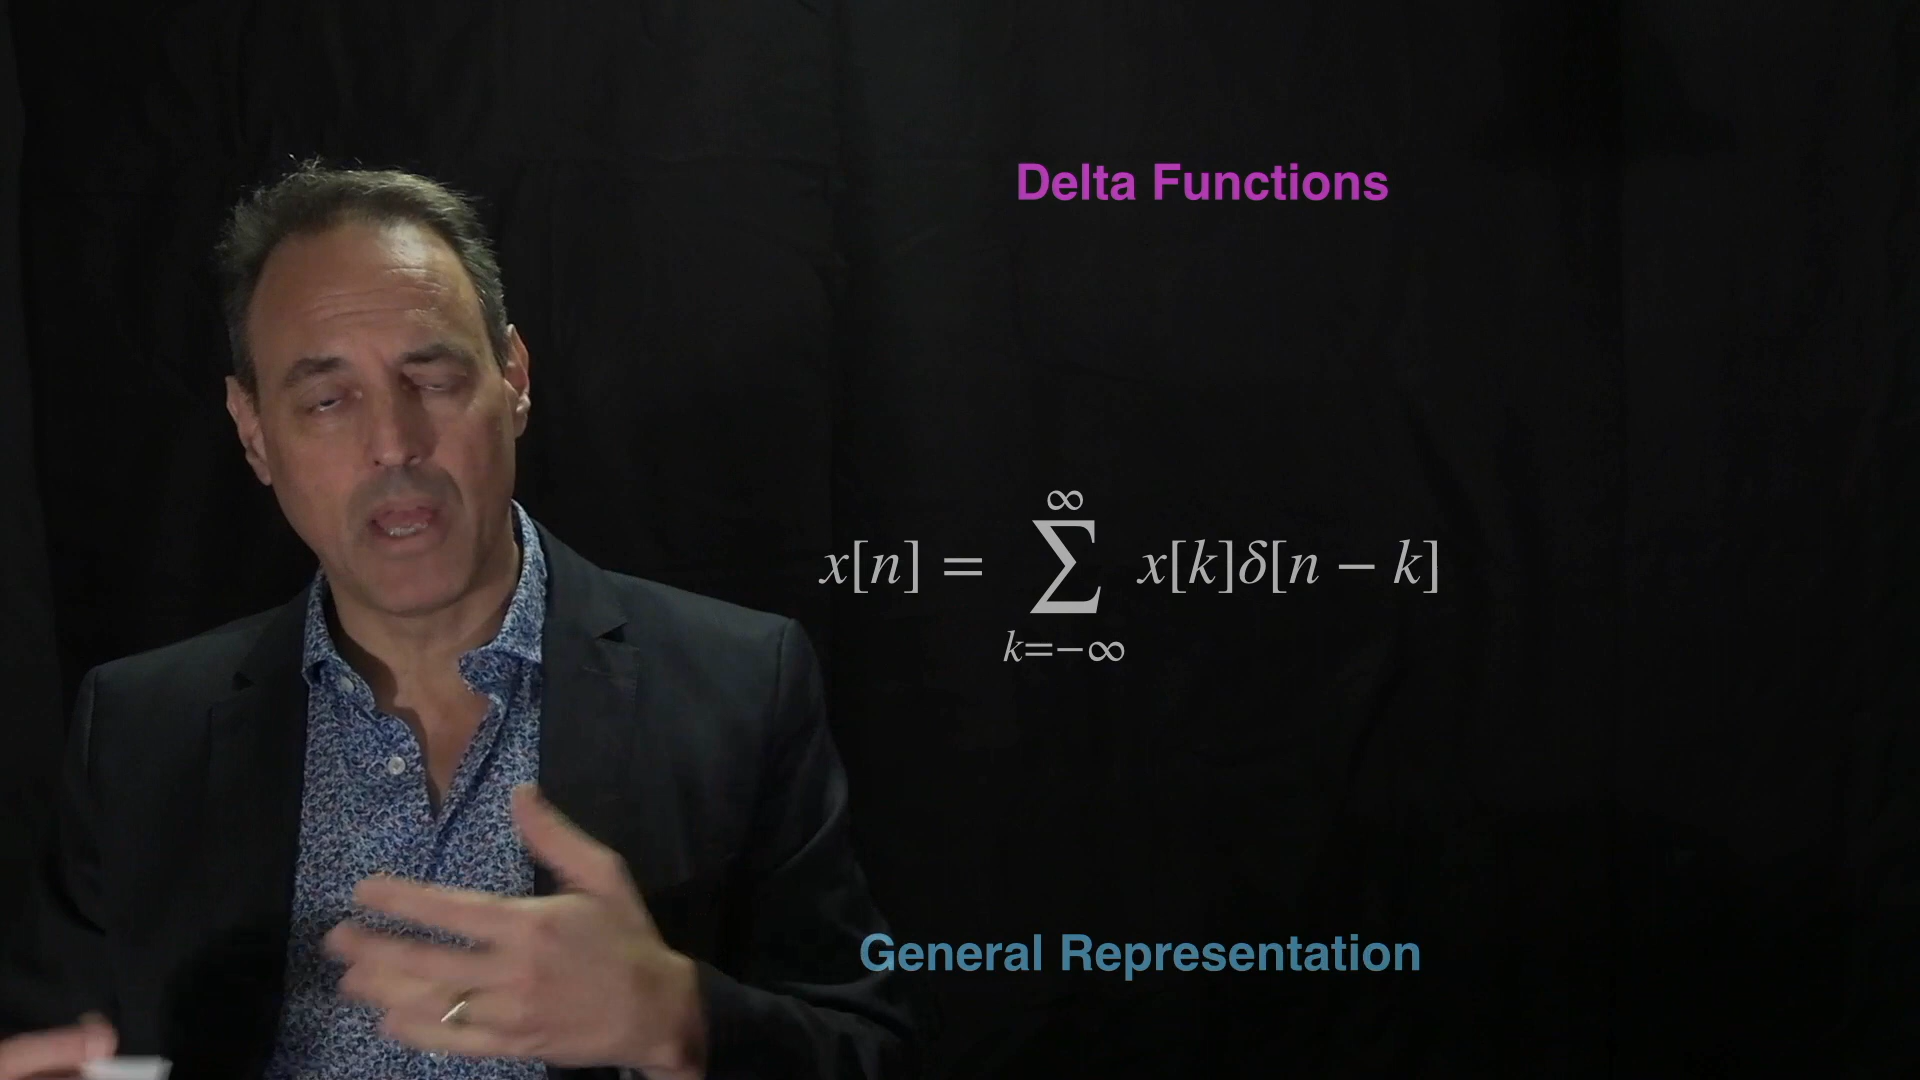 Delta Functions
x[n] = ∑_{k=−∞}^{∞} x[k]δ[n − k]
General Representation